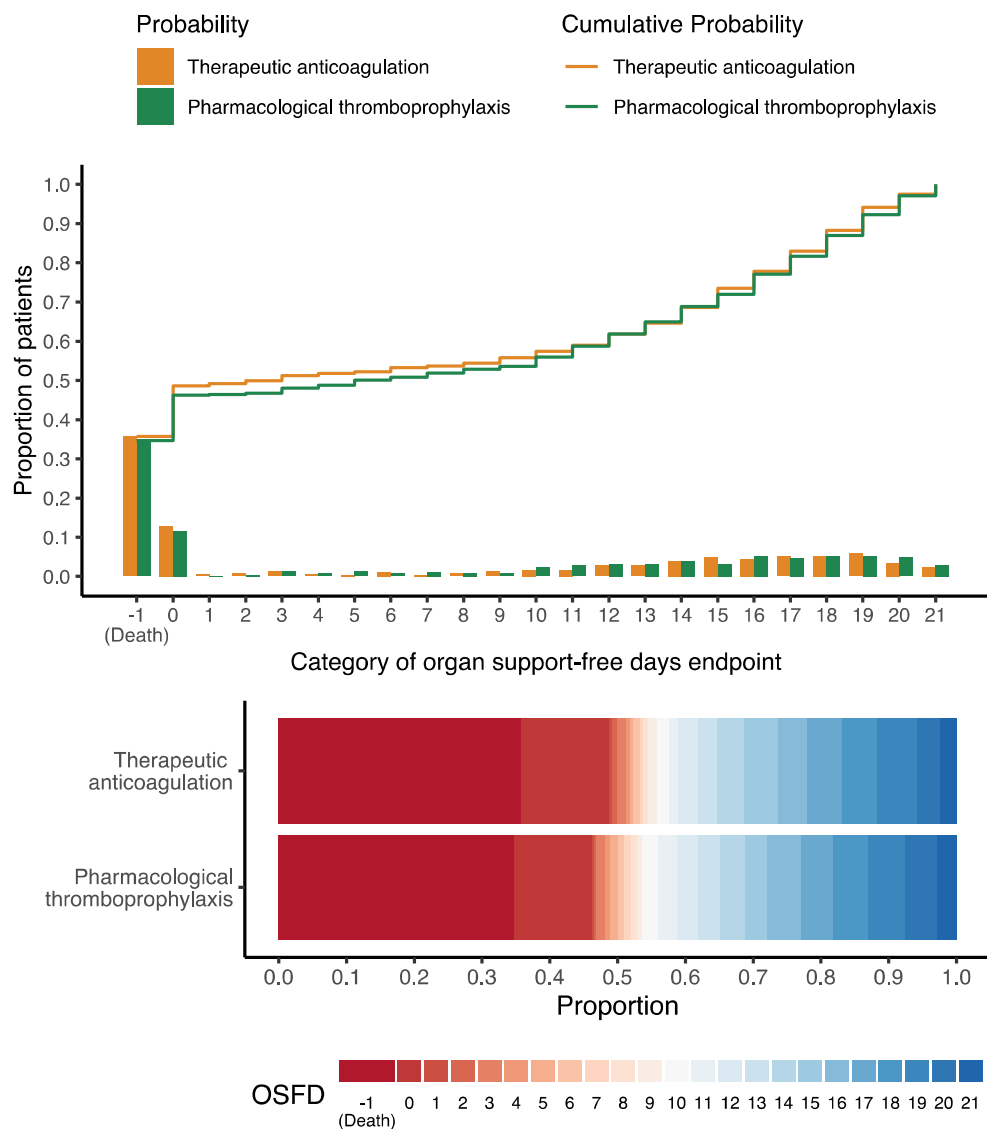 Probability
Cumulative Probability
Therapeutic anticoagulation
Therapeutic anticoagulation
Pharmacological thromboprophylaxis
Pharmacological thromboprophylaxis
Proportion of patients
1.0
0.9
0.8
0.7
0.6
0.5
0.4
0.3
0.2
0.1
0.0
-1 0 1 2 3 4 5 6 7 8 9 10 11 12 13 14 15 16 17 18 19 20 21
(Death)
Category of organ support-free days endpoint
Therapeutic
anticoagulation
Pharmacological
thromboprophylaxis
0.0 0.1 0.2 0.3 0.4 0.5 0.6 0.7 0.8 0.9 1.0
Proportion
OSFD
-1 0 1 2 3 4 5 6 7 8 9 10 11 12 13 14 15 16 17 18 19 20 21
(Death)